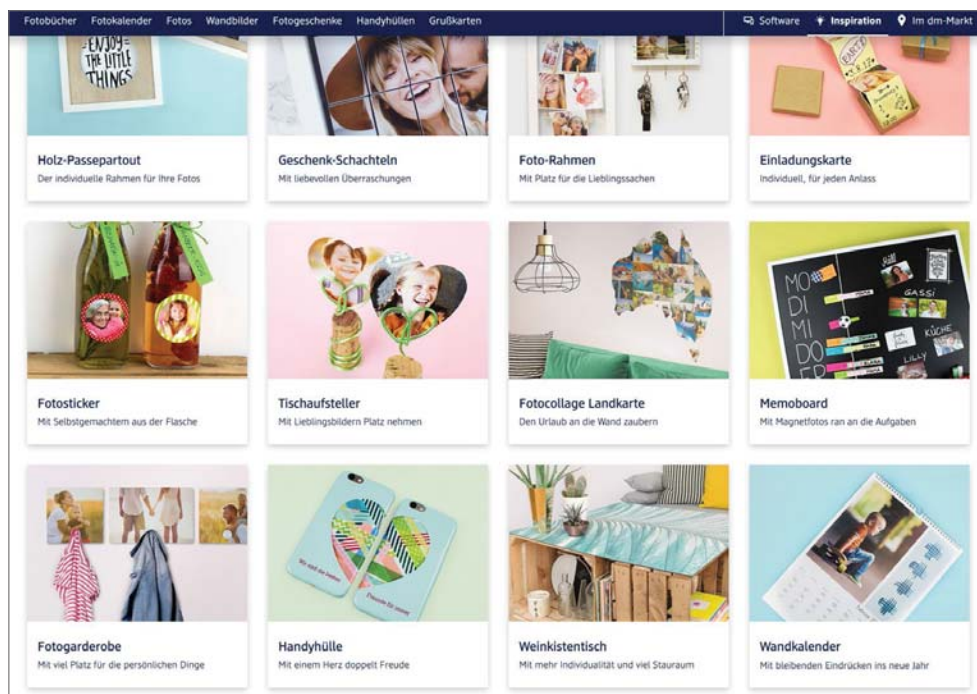 Fotobücher Fotokalender Fotos Wandbilder Fotogeschenke Handyhüllen Grußkarten Software Inspiration Im dm-Markt
ENJOY
THE LITTLE
THINGS
Holz-Passepartout
Der individuelle Rahmen für Ihre Fotos
Geschenk-Schachteln
Mit liebevollen Überraschungen
Foto-Rahmen
Mit Platz für die Lieblingssachen
Einladungskarte
Individuell, für jeden Anlass
Fotosticker
Mit Selbstgemachtem aus der Flasche
Tischaufsteller
Mit Lieblingsbildern Platz nehmen
Fotocollage Landkarte
Den Urlaub an die Wand zaubern
MO
DI
MI
DO
FR
GASSI
KÜCHE
LILLY
Memoboard
Mit Magnetfotos ran an die Aufgaben
Fotogarderobe
Mit viel Platz für die persönlichen Dinge
Freunde für immer
Handyhülle
Mit einem Herz doppelt Freude
Weinkistentisch
Mit mehr Individualität und viel Stauraum
Wandkalender
Mit bleibenden Eindrücken ins neue Jahr